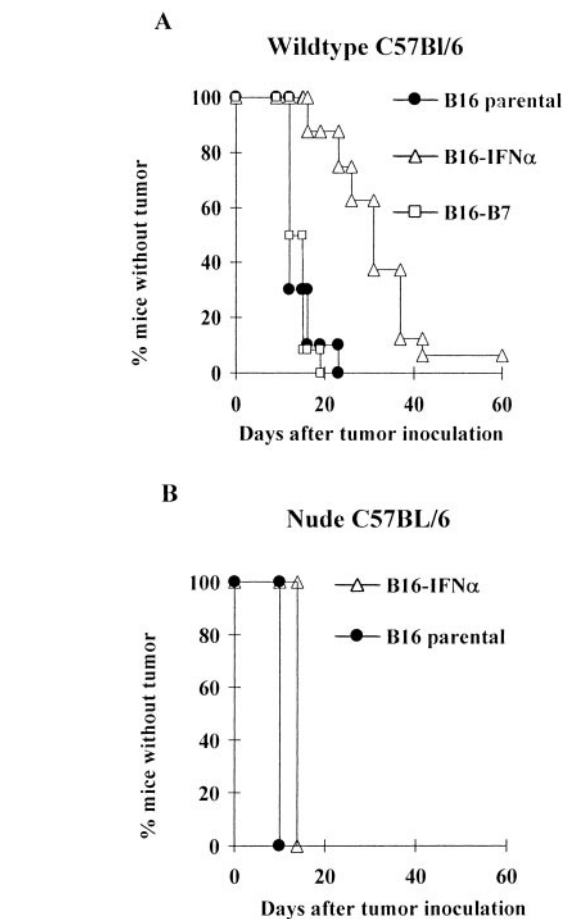 A
Wildtype C57Bl/6
100
80
60
40
20
0
% mice without tumor
B16 parental
B16-IFNα
B16-B7
0 20 40 60
Days after tumor inoculation
B
Nude C57BL/6
100
80
60
40
20
0
% mice without tumor
B16-IFNα
B16 parental
0 20 40 60
Days after tumor inoculation